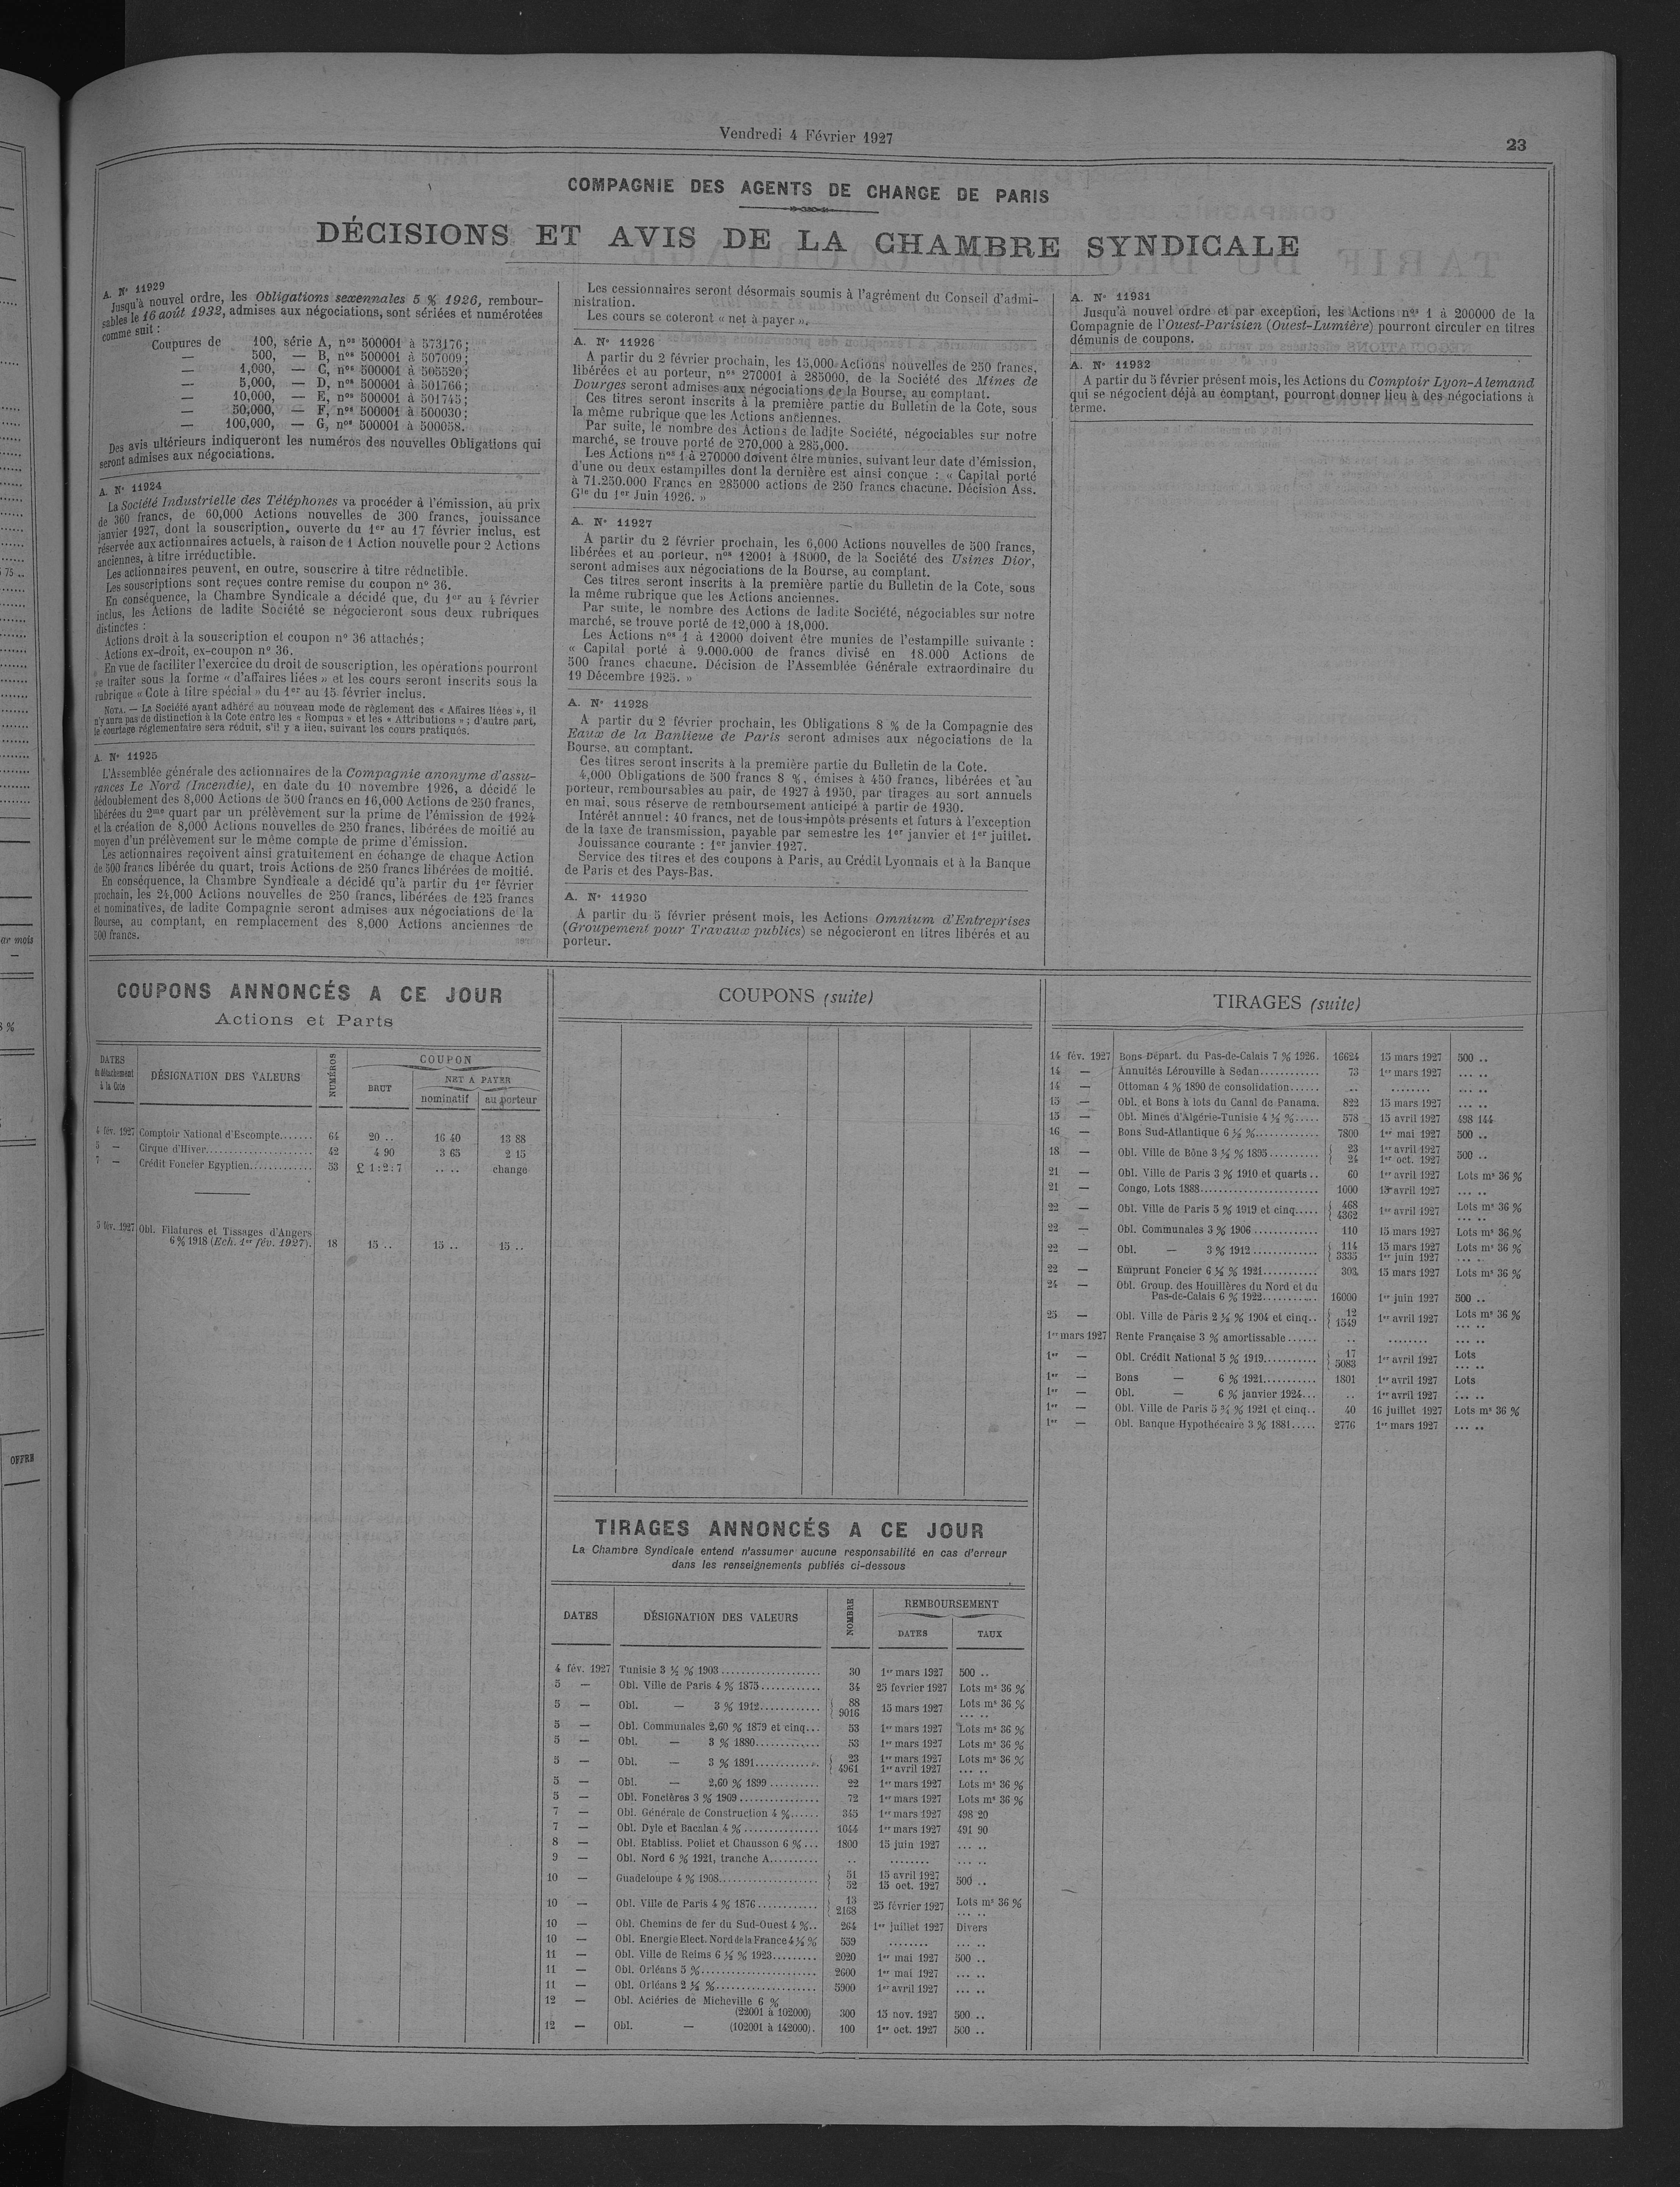 Vendredi 4 Février 1927
23
COMPAGNIE DES AGENTS DE CHANGE DE PARIS
DÉCISIONS ET AVIS DE LA CHAMBRE SYNDICALE
A. N° 11929
Jusqu'à nouvel ordre, les Obligations sexennales 5 % 1926, rembour-
sables le 16 août 1932, admises aux négociations, sont sériées et numérotées
comme suit :
Coupures de 100, série A, nos 500001 à 573176;
— 500, — B, nos 500001 à 507009;
— 1,000, — C, nos 500001 à 505520;
— 5,000, — D, nos 500001 à 501766;
— 10,000, — E, nos 500001 à 501745;
— 50,000, — F, nos 500001 à 500030;
— 100,000, — G, nos 500001 à 500058.
Des avis ultérieurs indiqueront les numéros des nouvelles Obligations qui
seront admises aux négociations.
A. N° 11924
La Société Industrielle des Téléphones va procéder à l'émission, au prix
de 360 francs, de 60,000 Actions nouvelles de 300 francs, jouissance
janvier 1927, dont la souscription, ouverte du 1er au 17 février inclus, est
réservée aux actionnaires actuels, à raison de 1 Action nouvelle pour 2 Actions
anciennes, à titre irréductible.
Les actionnaires peuvent, en outre, souscrire à titre réductible.
Les souscriptions sont reçues contre remise du coupon n° 36.
En conséquence, la Chambre Syndicale a décidé que, du 1er au 4 février
inclus, les Actions de ladite Société se négocieront sous deux rubriques
distinctes :
Actions droit à la souscription et coupon n° 36 attachés;
Actions ex-droit, ex-coupon n° 36.
En vue de faciliter l'exercice du droit de souscription, les opérations pourront
se traiter sous la forme « d'affaires liées » et les cours seront inscrits sous la
rubrique « Cote à titre spécial » du 1er au 15 février inclus.
NOTA. — La Société ayant adhéré au nouveau mode de règlement des « Affaires liées », il
n'y aura pas de distinction à la Cote entre les « Rompus » et les « Attributions » ; d'autre part,
le courtage réglementaire sera réduit, s'il y a lieu, suivant les cours pratiqués.
A. N° 11925
L'Assemblée générale des actionnaires de la Compagnie anonyme d'assu-
rances Le Nord (Incendie), en date du 10 novembre 1926, a décidé le
dédoublement des 8,000 Actions de 500 francs en 16,000 Actions de 250 francs,
libérées du 2me quart par un prélèvement sur la prime de l'émission de 1924
et la création de 8,000 Actions nouvelles de 250 francs, libérées de moitié au
moyen d'un prélèvement sur le même compte de prime d'émission.
Les actionnaires reçoivent ainsi gratuitement en échange de chaque Action
de 500 francs libérée du quart, trois Actions de 250 francs libérées de moitié.
En conséquence, la Chambre Syndicale a décidé qu'à partir du 1er février
prochain, les 24,000 Actions nouvelles de 250 francs, libérées de 125 francs
et nominatives, de ladite Compagnie seront admises aux négociations de la
Bourse, au comptant, en remplacement des 8,000 Actions anciennes de
500 francs.
Les cessionnaires seront désormais soumis à l'agrément du Conseil d'admi-
nistration.
Les cours se coteront « net à payer ».
A. N° 11926
A partir du 2 février prochain, les 15,000 Actions nouvelles de 250 francs,
libérées et au porteur, nos 270001 à 285000, de la Société des Mines de
Dourges seront admises aux négociations de la Bourse, au comptant.
Ces titres seront inscrits à la première partie du Bulletin de la Cote, sous
la même rubrique que les Actions anciennes.
Par suite, le nombre des Actions de ladite Société, négociables sur notre
marché, se trouve porté de 270,000 à 285,000.
Les Actions nos 1 à 270000 doivent être munies, suivant leur date d'émission,
d'une ou deux estampilles dont la dernière est ainsi conçue : « Capital porté
à 71.250.000 Francs en 285000 actions de 250 francs chacune. Décision Ass.
Gle du 1er Juin 1926. »
A. N° 11927
A partir du 2 février prochain, les 6,000 Actions nouvelles de 500 francs,
libérées et au porteur, nos 12001 à 18000, de la Société des Usines Dior,
seront admises aux négociations de la Bourse, au comptant.
Ces titres seront inscrits à la première partie du Bulletin de la Cote, sous
la même rubrique que les Actions anciennes.
Par suite, le nombre des Actions de ladite Société, négociables sur notre
marché, se trouve porté de 12,000 à 18,000.
Les Actions nos 1 à 12000 doivent être munies de l'estampille suivante :
« Capital porté à 9.000.000 de francs divisé en 18.000 Actions de
500 francs chacune. Décision de l'Assemblée Générale extraordinaire du
19 Décembre 1925. »
A. N° 11928
A partir du 2 février prochain, les Obligations 8 % de la Compagnie des
Eaux de la Banlieue de Paris seront admises aux négociations de la
Bourse, au comptant.
Ces titres seront inscrits à la première partie du Bulletin de la Cote.
4,000 Obligations de 500 francs 8 %, émises à 450 francs, libérées et au
porteur, remboursables au pair, de 1927 à 1950, par tirages au sort annuels
en mai, sous réserve de remboursement anticipé à partir de 1930.
Intérêt annuel : 40 francs, net de tous impôts présents et futurs à l'exception
de la taxe de transmission, payable par semestre les 1er janvier et 1er juillet.
Jouissance courante : 1er janvier 1927.
Service des titres et des coupons à Paris, au Crédit Lyonnais et à la Banque
de Paris et des Pays-Bas.
A. N° 11930
A partir du 5 février présent mois, les Actions Omnium d'Entreprises
(Groupement pour Travaux publics) se négocieront en titres libérés et au
porteur.
A. N° 11931
Jusqu'à nouvel ordre et par exception, les Actions nos 1 à 200000 de la
Compagnie de l'Ouest-Parisien (Ouest-Lumière) pourront circuler en titres
démunis de coupons.
A. N° 11932
A partir du 5 février présent mois, les Actions du Comptoir Lyon-Alemand
qui se négocient déjà au comptant, pourront donner lieu à des négociations à
terme.
COUPONS ANNONCÉS A CE JOUR
Actions et Parts
DATES du détachement à la Cote
DÉSIGNATION DES VALEURS
NUMÉROS
COUPON
BRUT
NET A PAYER
nominatif
au porteur
4 fév. 1927 Comptoir National d'Escompte....... 64 20 .. 16 40 13 88
5 — Cirque d'Hiver.................... 42 4 90 3 65 2 15
7 — Crédit Foncier Egyptien............ 53 £ 1:2:7 .. .. change
5 fév. 1927 Obl. Filatures et Tissages d'Angers
6 % 1918 (Ech. 1er fév. 1927). 18 15 .. 15 .. 15 ..
COUPONS (suite)
TIRAGES ANNONCÉS A CE JOUR
La Chambre Syndicale entend n'assumer aucune responsabilité en cas d'erreur
dans les renseignements publiés ci-dessous
DATES
DÉSIGNATION DES VALEURS
NOMBRE
REMBOURSEMENT
DATES
TAUX
4 fév. 1927 Tunisie 3 ½ % 1903.................... 30 1er mars 1927 500 ..
5 — Obl. Ville de Paris 4 % 1875............ 34 25 fevrier 1927 Lots ms 36 %
5 — Obl. — 3 % 1912............ { 88 15 mars 1927 Lots ms 36 %
9016 ... ..
5 — Obl. Communales 2,60 % 1879 et cinq... 53 1er mars 1927 Lots ms 36 %
5 — Obl. — 3 % 1880............. 53 1er mars 1927 Lots ms 36 %
5 — Obl. — 3 % 1891............. { 23 1er mars 1927 Lots ms 36 %
4961 1er avril 1927 ... ..
5 — Obl. — 2,60 % 1899.......... 22 1er mars 1927 Lots ms 36 %
5 — Obl. Foncières 3 % 1909................ 72 1er mars 1927 Lots ms 36 %
7 — Obl. Générale de Construction 4 %...... 345 1er mars 1927 498 20
7 — Obl. Dyle et Bacalan 4 %............... 1044 1er mars 1927 491 90
8 — Obl. Etabliss. Poliet et Chausson 6 %... 1800 15 juin 1927 ... ..
9 — Obl. Nord 6 % 1921, tranche A.......... .. ........ ... ..
10 — Guadeloupe 4 % 1908.................... { 51 15 avril 1927 500 ..
52 15 oct. 1927
10 — Obl. Ville de Paris 4 % 1876............ { 13 25 février 1927 Lots ms 36 %
2168 ... ..
10 — Obl. Chemins de fer du Sud-Ouest 4 %.. 264 1er juillet 1927 Divers
10 — Obl. Energie Elect. Nord de la France 4 ½ % 559 ........ ... ..
11 — Obl. Ville de Reims 6 ½ % 1923......... 2020 1er mai 1927 500 ..
11 — Obl. Orléans 5 %....................... 2600 1er mai 1927 ... ..
11 — Obl. Orléans 2 ½ %.................... 5900 1er avril 1927 ... ..
12 — Obl. Aciéries de Micheville 6 %
(22001 à 102000) 300 15 nov. 1927 500 ..
12 — Obl. — (102001 à 142000). 100 1er oct. 1927 500 ..
TIRAGES (suite)
14 fév. 1927 Bons Départ. du Pas-de-Calais 7 % 1926. 16624 15 mars 1927 500 ..
14 — Annuités Lérouville à Sedan............ 73 1er mars 1927 ... ..
14 — Ottoman 4 % 1890 de consolidation...... .. ........ ... ..
15 — Obl. et Bons à lots du Canal de Panama. 822 15 mars 1927 ... ..
15 — Obl. Mines d'Algérie-Tunisie 4 ½ %..... 578 15 avril 1927 498 144
16 — Bons Sud-Atlantique 6 ½ %............. 7800 1er mai 1927 500 ..
18 — Obl. Ville de Bône 3 ½ % 1895.......... { 23 1er avril 1927 500 ..
24 1er oct. 1927
21 — Obl. Ville de Paris 3 % 1910 et quarts.. 60 1er avril 1927 Lots ms 36 %
21 — Congo, Lots 1888....................... 1000 15 avril 1927 ... ..
22 — Obl. Ville de Paris 5 % 1919 et cinq..... { 468 1er avril 1927 Lots ms 36 %
4362 ... ..
22 — Obl. Communales 3 % 1906............. 110 15 mars 1927 Lots ms 36 %
22 — Obl. — 3 % 1912............. { 114 15 mars 1927 Lots ms 36 %
3335 1er juin 1927 ... ..
22 — Emprunt Foncier 6 ½ % 1921........... 303 15 mars 1927 Lots ms 36 %
24 — Obl. Group. des Houillères du Nord et du
Pas-de-Calais 6 % 1922........... 16000 1er juin 1927 500 ..
25 — Obl. Ville de Paris 2 ½ % 1904 et cinq.. { 12 1er avril 1927 Lots ms 36 %
1549 ... ..
1er mars 1927 Rente Française 3 % amortissable...... .. ........ ... ..
1er — Obl. Crédit National 5 % 1919........... { 17 1er avril 1927 Lots
5083 ... ..
1er — Bons — 6 % 1921.......... 1801 1er avril 1927 Lots
1er — Obl. — 6 % janvier 1924... .. 1er avril 1927 ... ..
1er — Obl. Ville de Paris 5 ¾ % 1921 et cinq.. 40 16 juillet 1927 Lots ms 36 %
1er — Obl. Banque Hypothécaire 3 % 1881..... 2776 1er mars 1927 ... ..
75 ..
ar mois
%
OFFRE